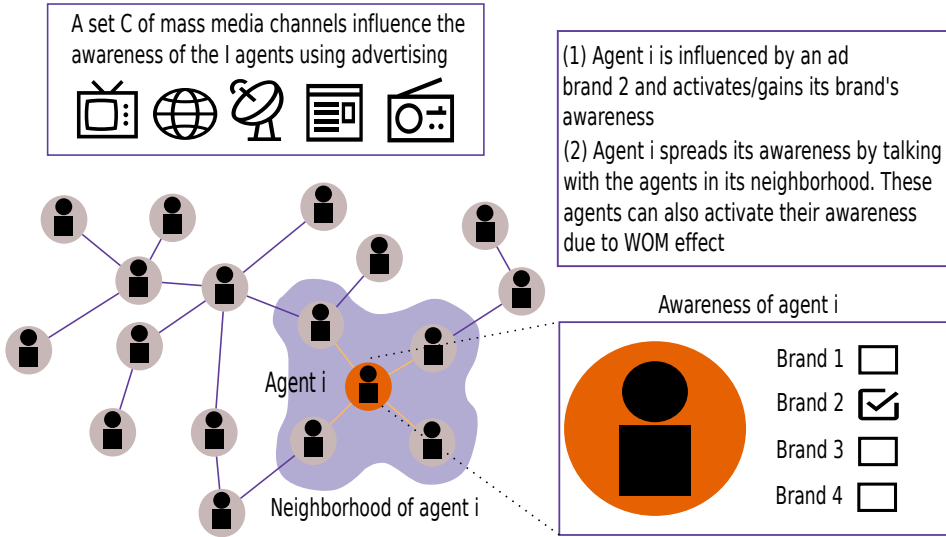 A set C of mass media channels influence the
awareness of the I agents using advertising
(1) Agent i is influenced by an ad
brand 2 and activates/gains its brand's
awareness
(2) Agent i spreads its awareness by talking
with the agents in its neighborhood. These
agents can also activate their awareness
due to WOM effect
Awareness of agent i
Agent i
Neighborhood of agent i
Brand 1
Brand 2
Brand 3
Brand 4